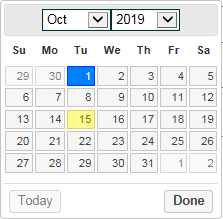 Oct 2019
Su Mo Tu We Th Fr Sa
29 30 1 2 3 4 5
6 7 8 9 10 11 12
13 14 15 16 17 18 19
20 21 22 23 24 25 26
27 28 29 30 31 1 2
Today Done